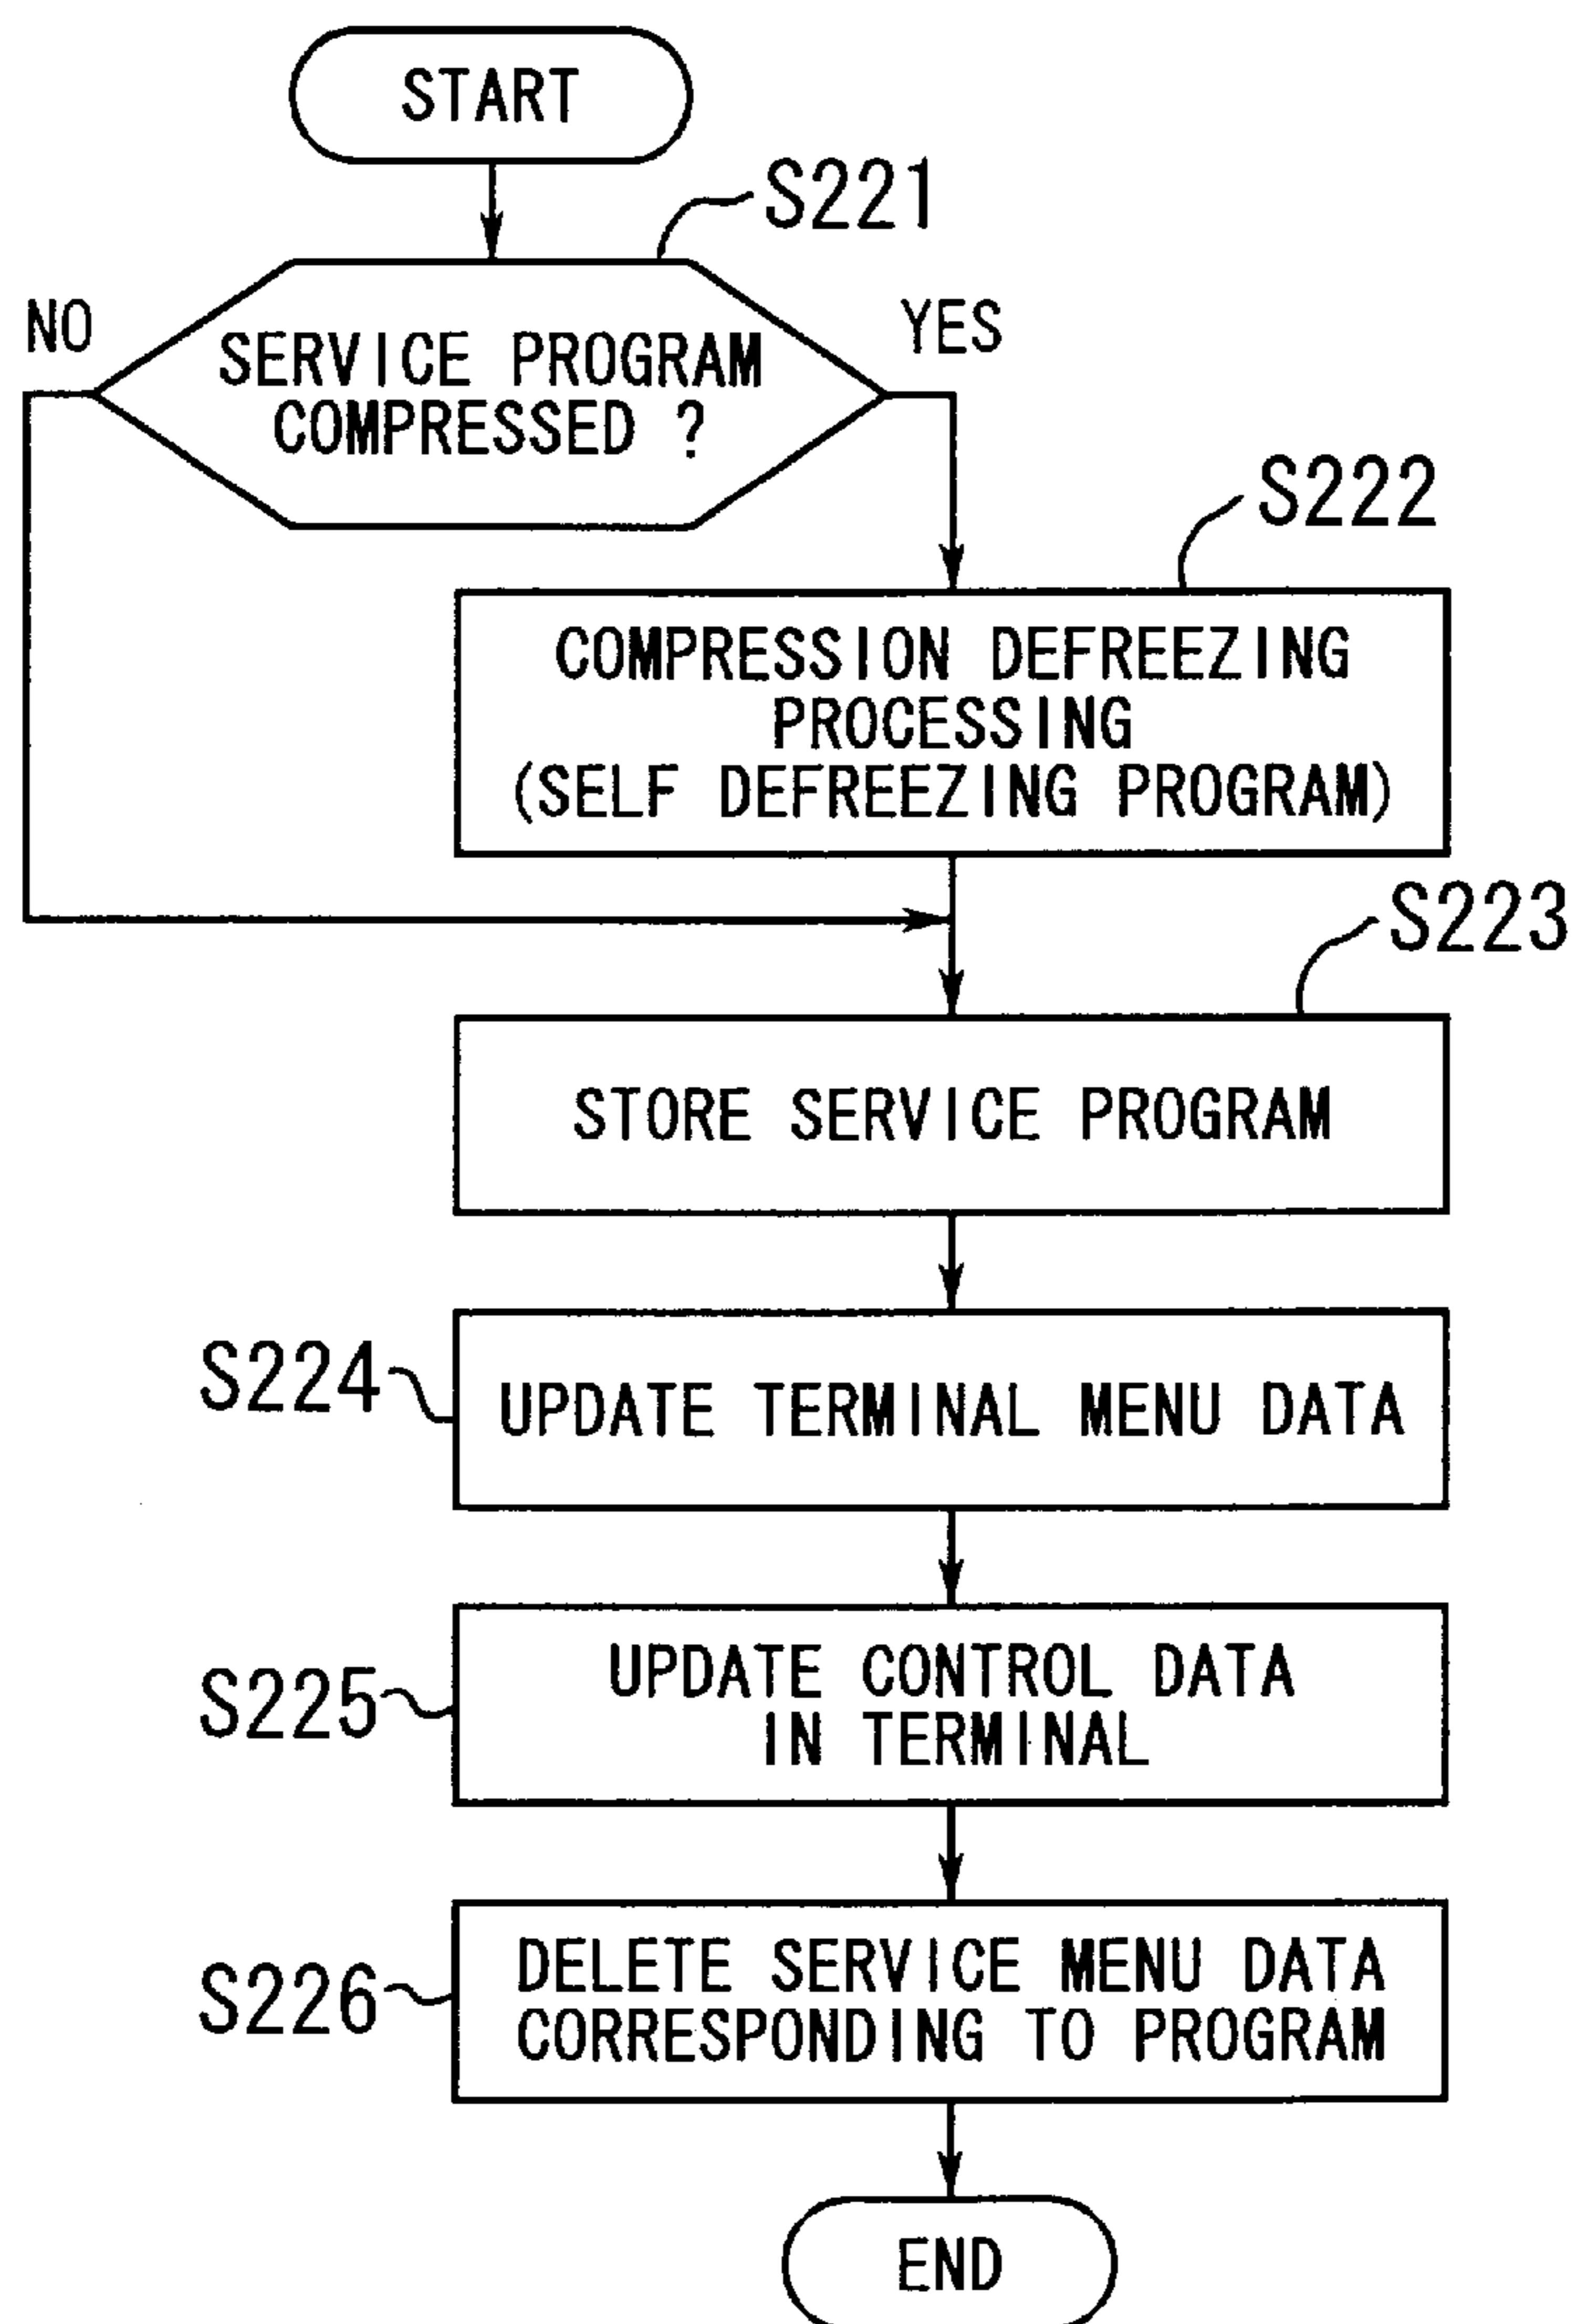 START
S221
NO
YES
SERVICE PROGRAM
COMPRESSED ?
S222
COMPRESSION DEFREEZING
PROCESSING
(SELF DEFREEZING PROGRAM)
S223
STORE SERVICE PROGRAM
S224
UPDATE TERMINAL MENU DATA
S225
UPDATE CONTROL DATA
IN TERMINAL
S226
DELETE SERVICE MENU DATA
CORRESPONDING TO PROGRAM
END